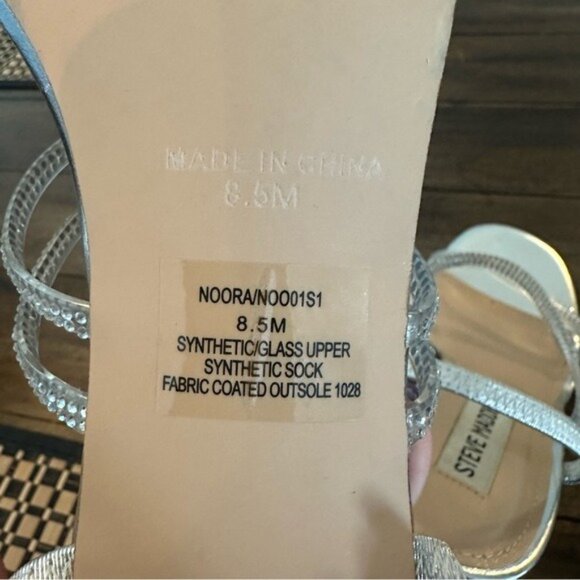 MADE IN CHINA
8.5M
NOORA/NOO01S1
8.5M
SYNTHETIC/GLASS UPPER
SYNTHETIC SOCK
FABRIC COATED OUTSOLE 1028
STEVE MADD